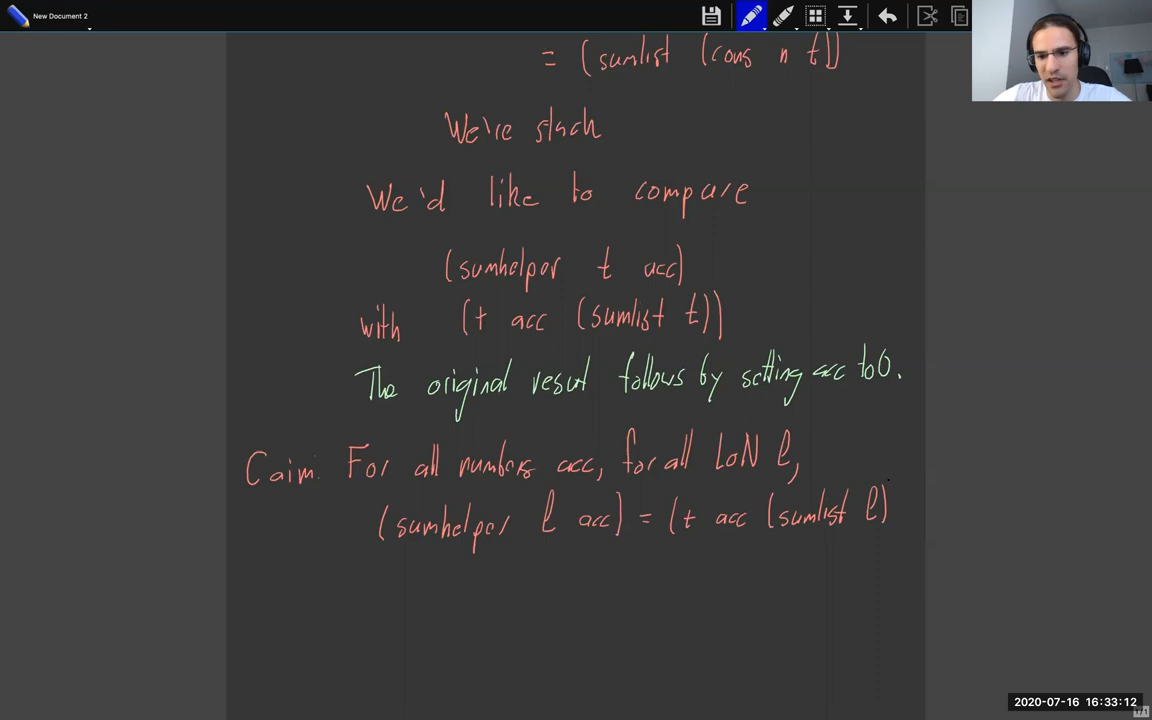 New Document 2
= (sumlist (cons n t))
We're stuck
We'd like to compare
(sumhelper t acc)
with (+ acc (sumlist t))
The original result follows by setting acc to 0.
Caim: For all numbers acc, for all LoN l,
(sumhelper l acc) = (+ acc (sumlist l)
2020-07-16 16:33:12